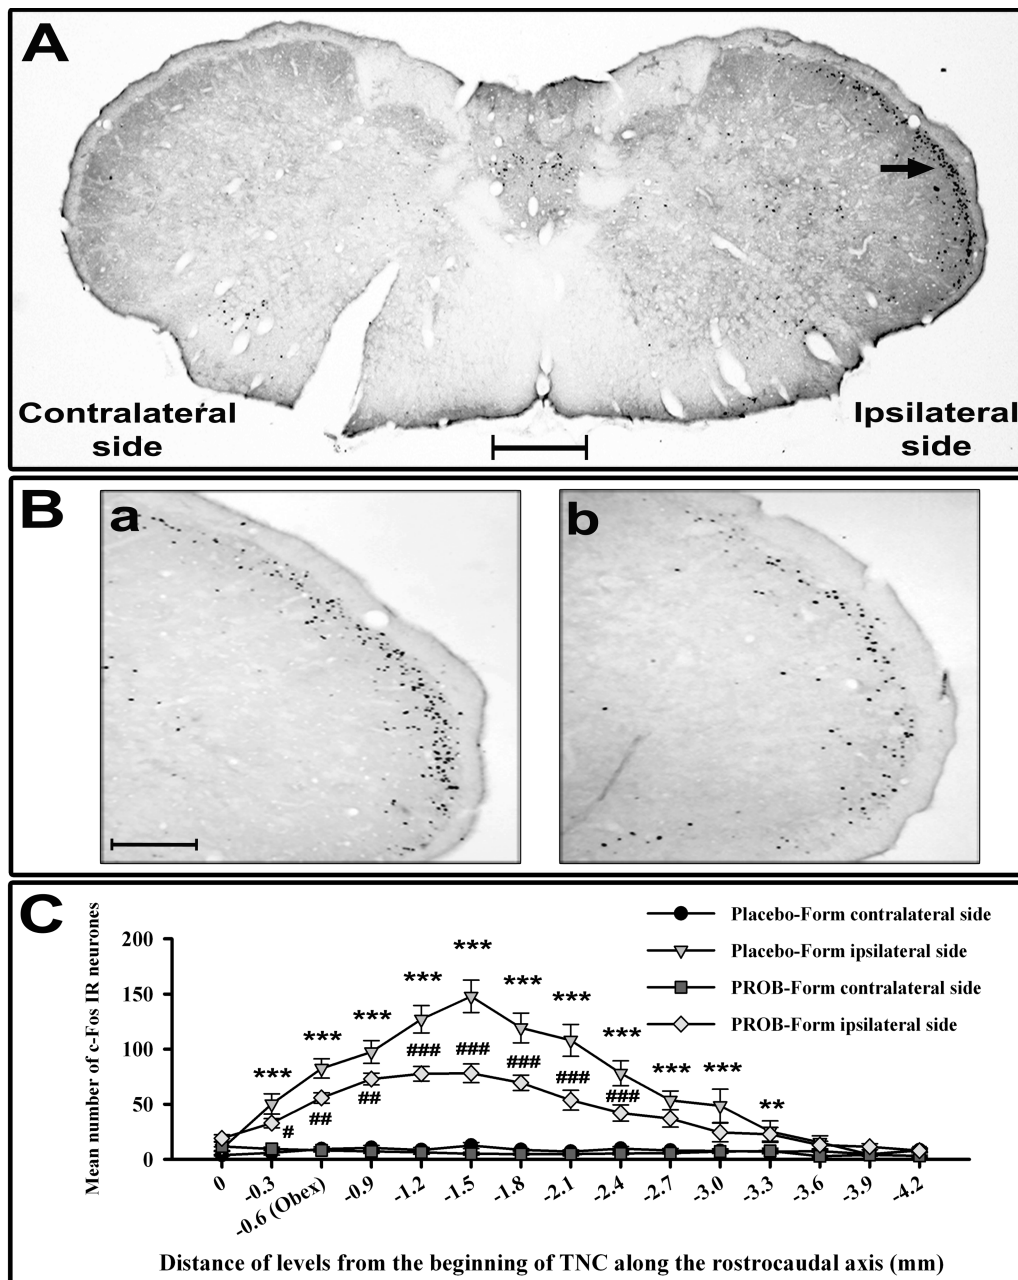 A
Contralateral
side
Ipsilateral
side
B
a
b
C
Mean number of c-Fos IR neurones
200
150
100
50
0
Placebo-Form contralateral side
Placebo-Form ipsilateral side
PROB-Form contralateral side
PROB-Form ipsilateral side
***
***
***
***
***
***
***
***
***
***
**
#
##
##
###
###
###
###
###
0
-0.3
-0.6 (Obex)
-0.9
-1.2
-1.5
-1.8
-2.1
-2.4
-2.7
-3.0
-3.3
-3.6
-3.9
-4.2
Distance of levels from the beginning of TNC along the rostrocaudal axis (mm)